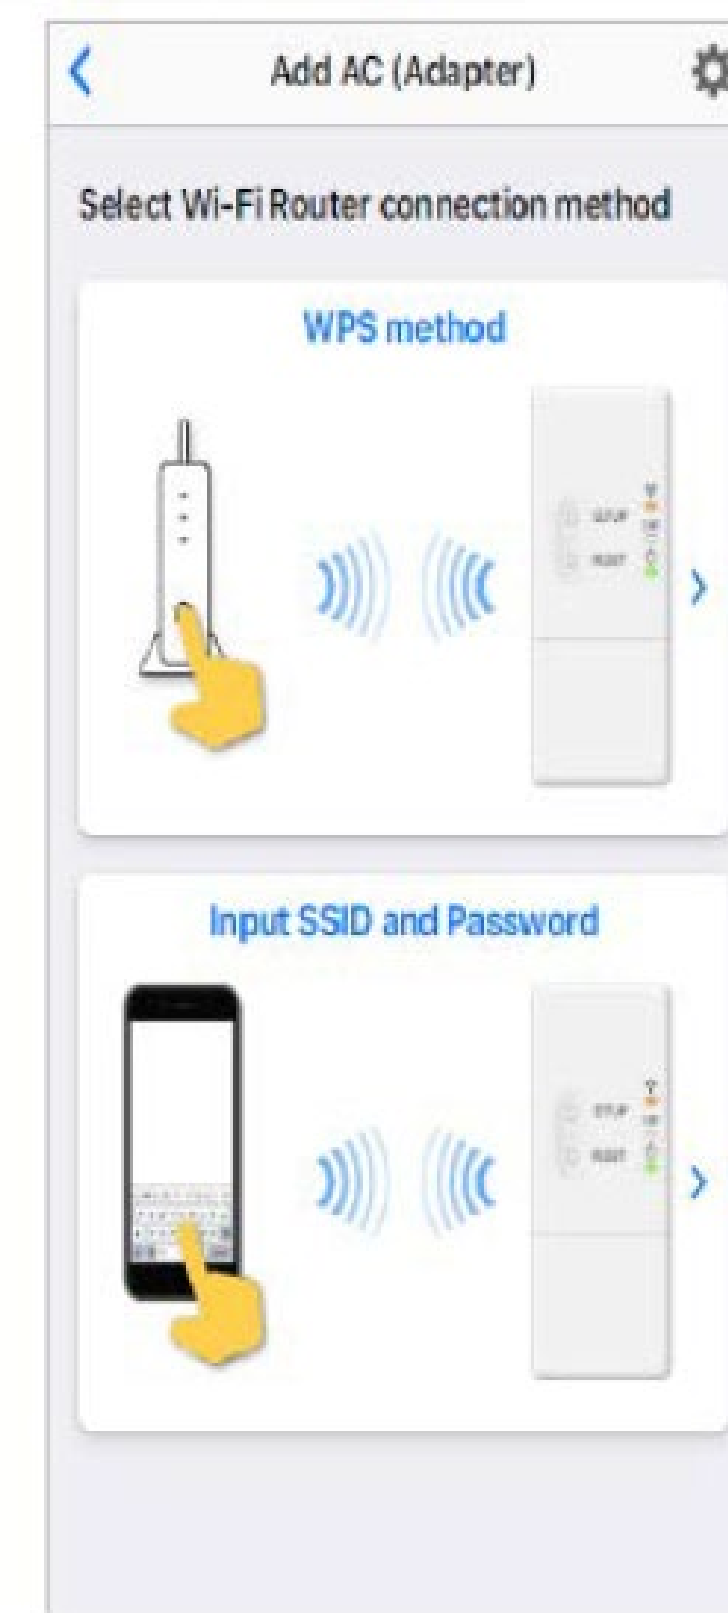 Add AC (Adapter)
Select Wi-Fi Router connection method
WPS method
Input SSID and Password